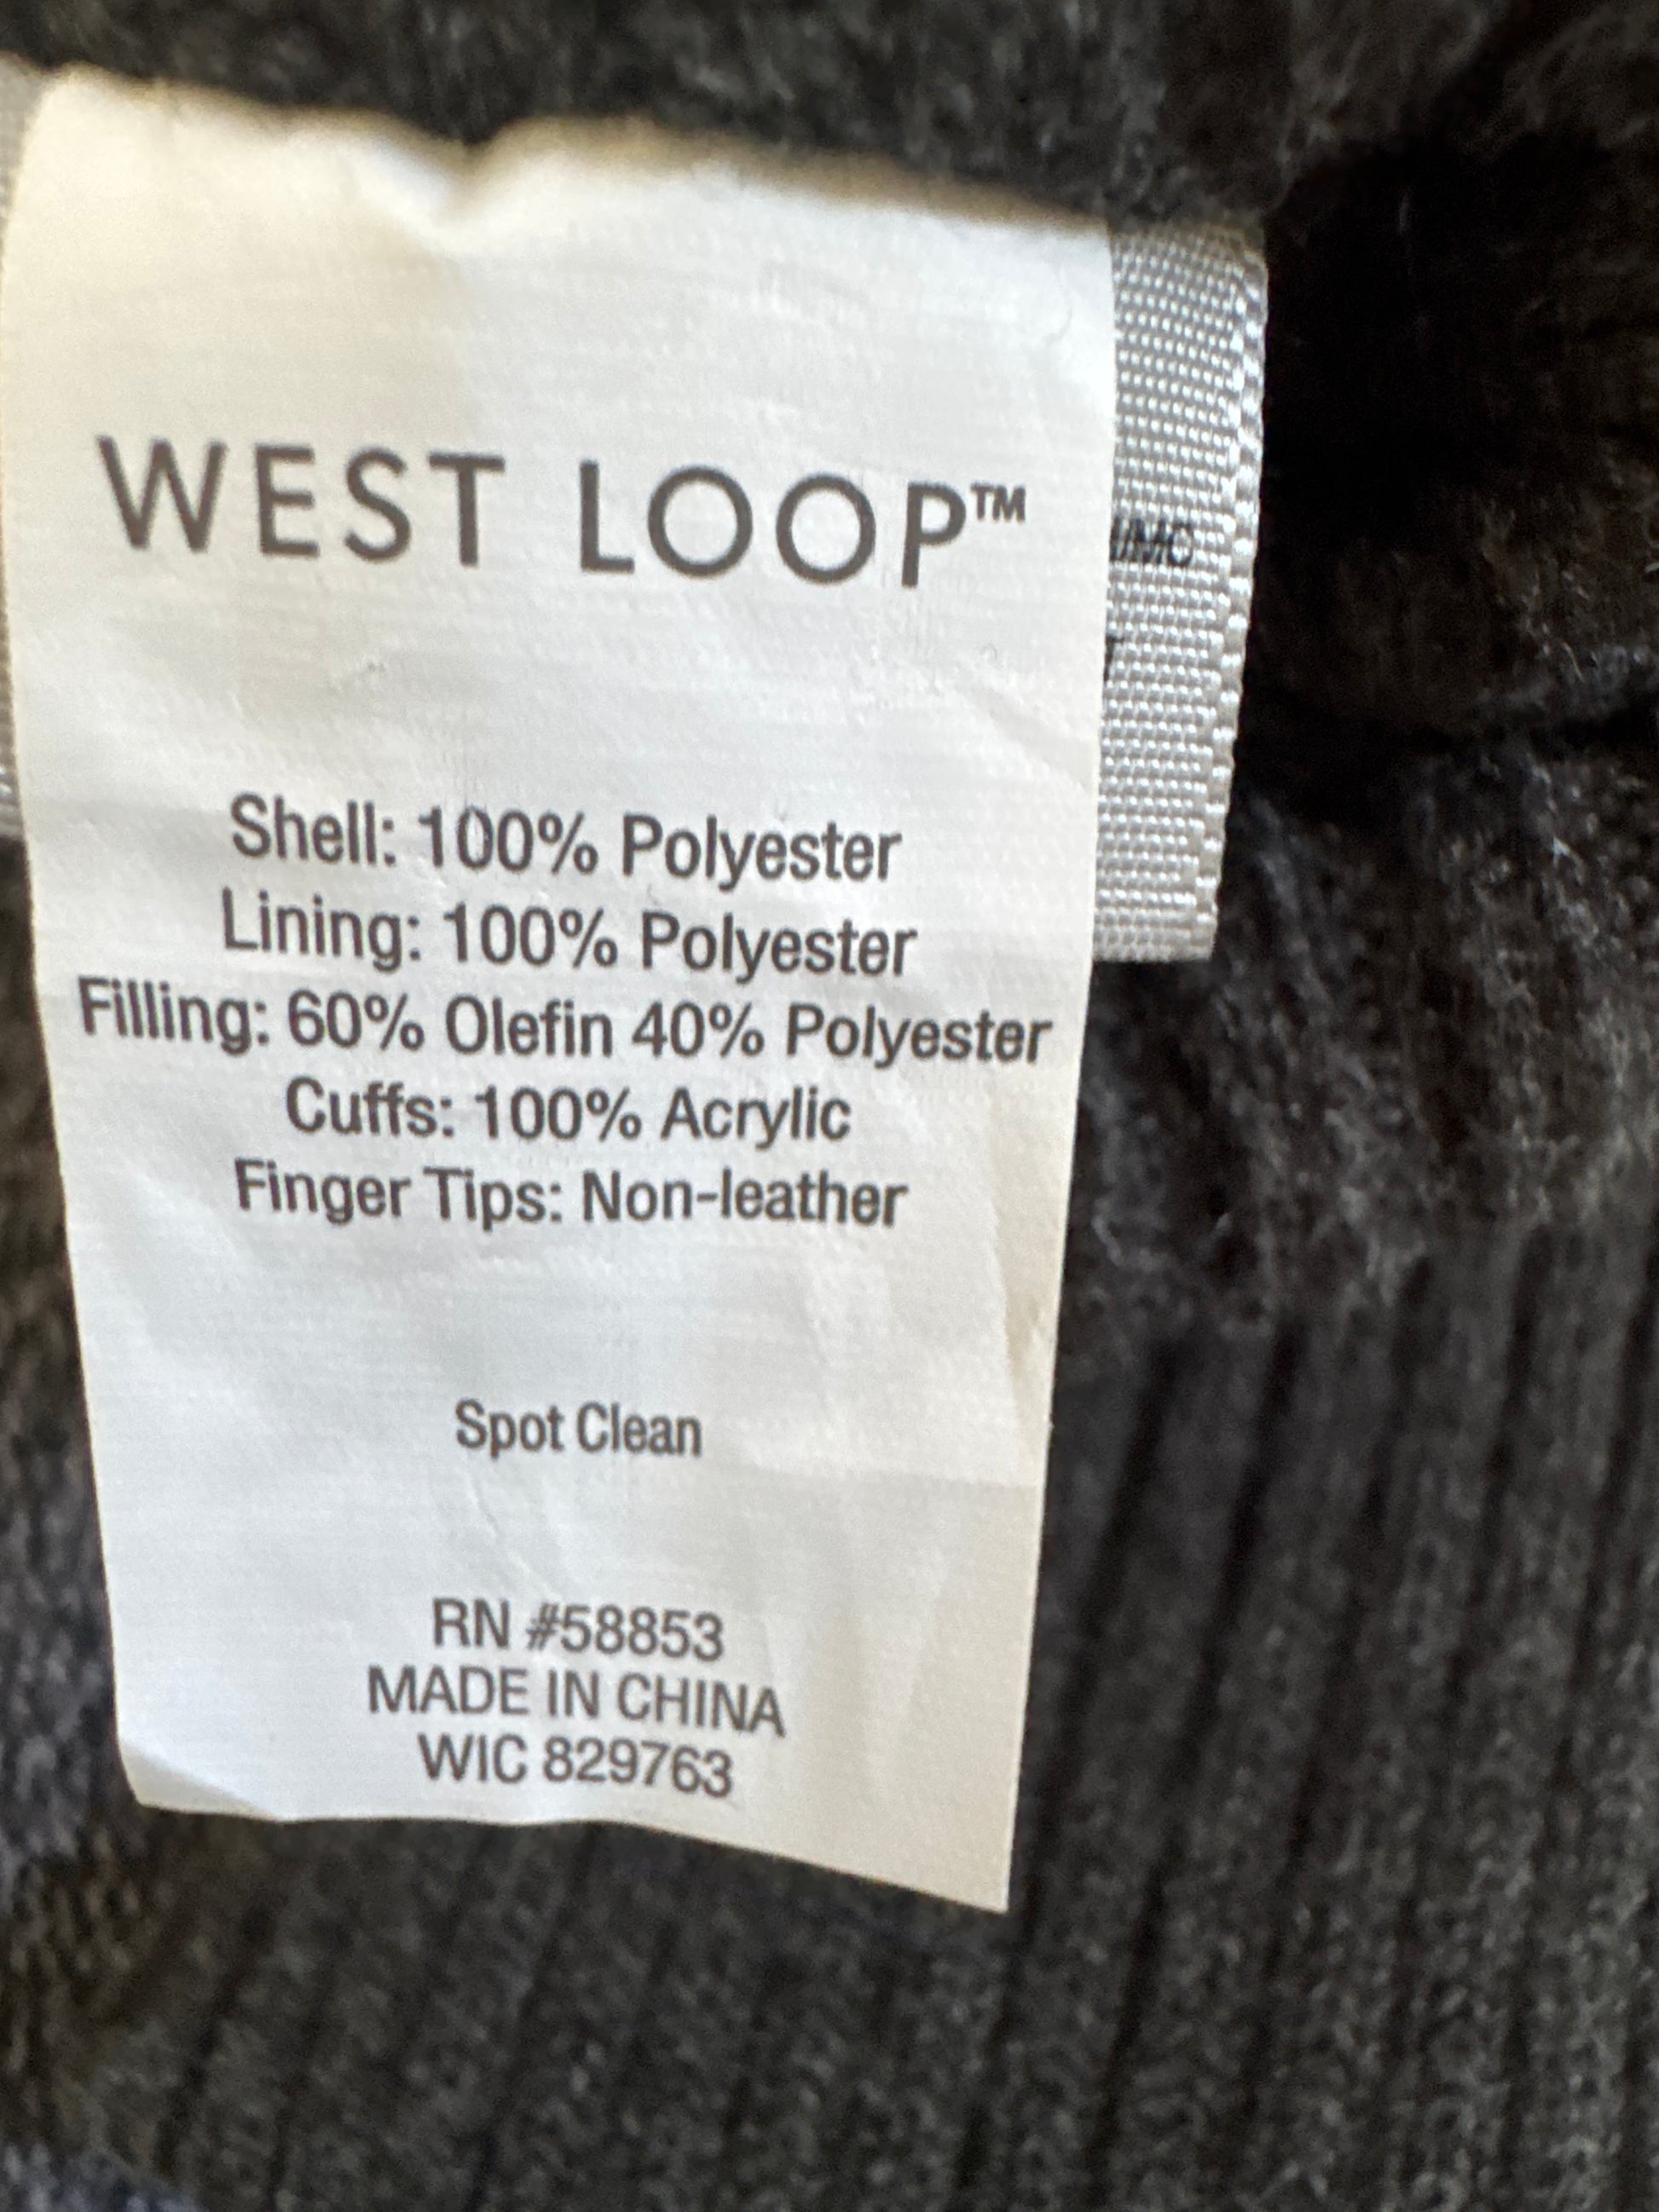 WEST LOOP™
Shell: 100% Polyester
Lining: 100% Polyester
Filling: 60% Olefin 40% Polyester
Cuffs: 100% Acrylic
Finger Tips: Non-leather
Spot Clean
RN #58853
MADE IN CHINA
WIC 829763